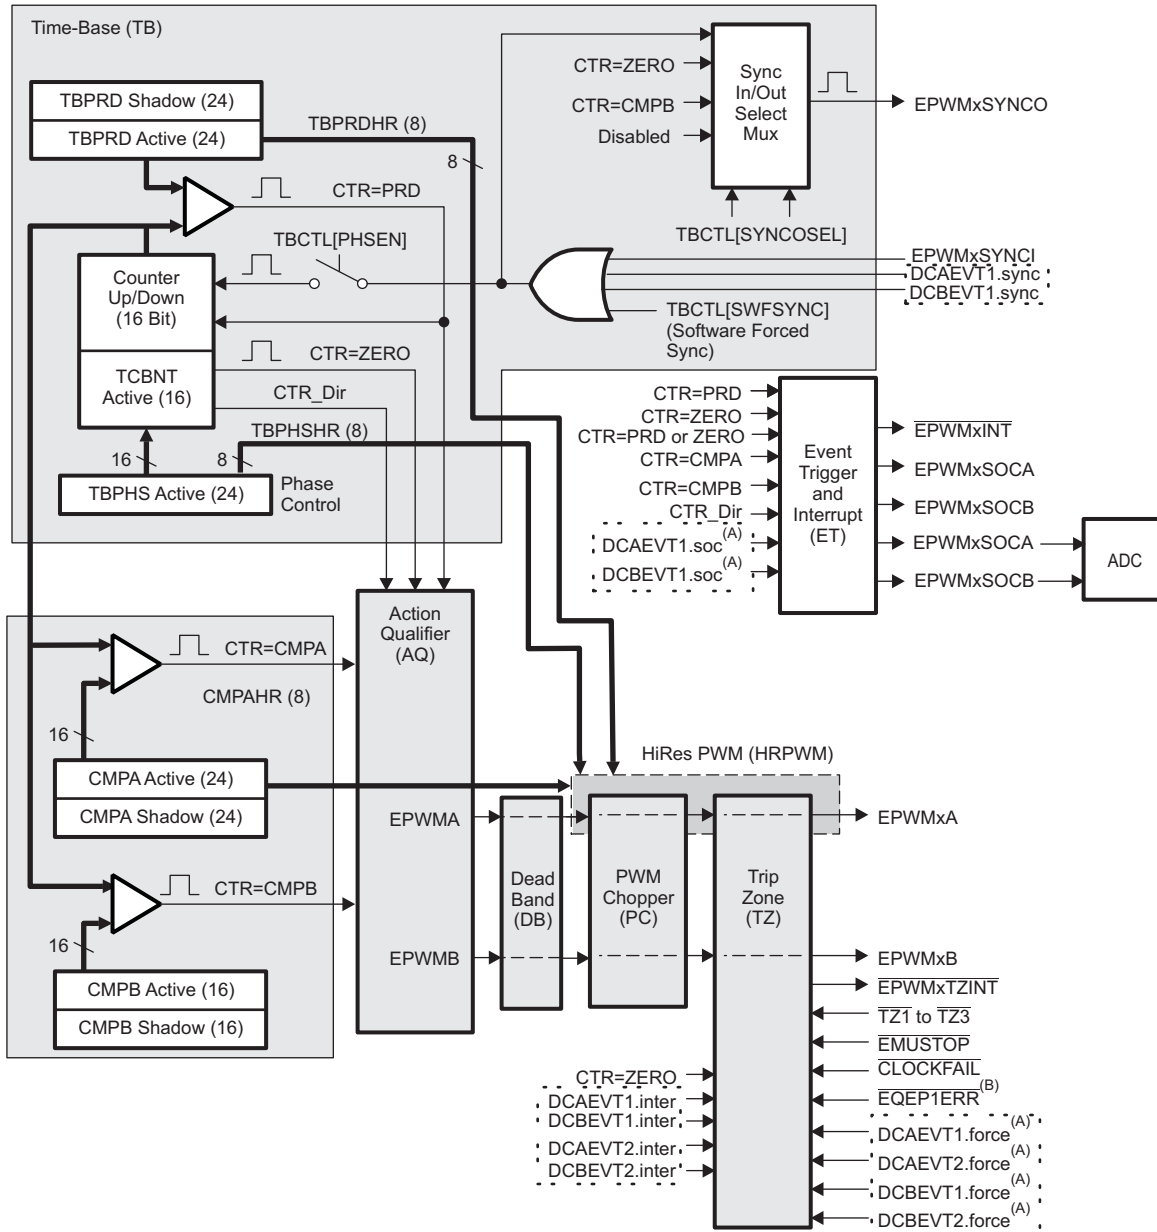 Time-Base (TB)
TBPRD Shadow (24)
TBPRD Active (24)
TBPRDHR (8)
8
CTR=PRD
TBCTL[PHSEN]
Counter
Up/Down
(16 Bit)
TCBNT
Active (16)
CTR=ZERO
CTR_Dir
TBPHSHR (8)
16
8
TBPHS Active (24)
Phase
Control
CTR=ZERO
CTR=CMPB
Disabled
Sync
In/Out
Select
Mux
EPWMxSYNCO
TBCTL[SYNCOSEL]
EPWMxSYNCI
DCAEVT1.sync
DCBEVT1.sync
TBCTL[SWFSYNC]
(Software Forced
Sync)
CTR=PRD
CTR=ZERO
CTR=PRD or ZERO
CTR=CMPA
CTR=CMPB
CTR_Dir
DCAEVT1.soc(A)
DCBEVT1.soc(A)
Event
Trigger
and
Interrupt
(ET)
EPWMxINT
EPWMxSOCA
EPWMxSOCB
EPWMxSOCA
EPWMxSOCB
ADC
Action
Qualifier
(AQ)
CTR=CMPA
CMPAHR (8)
16
CMPA Active (24)
CMPA Shadow (24)
CTR=CMPB
16
CMPB Active (16)
CMPB Shadow (16)
EPWMA
EPWMB
HiRes PWM (HRPWM)
Dead
Band
(DB)
PWM
Chopper
(PC)
Trip
Zone
(TZ)
EPWMxA
EPWMxB
EPWMxTZINT
TZ1 to TZ3
EMUSTOP
CLOCKFAIL
EQEP1ERR(B)
DCAEVT1.force(A)
DCAEVT2.force(A)
DCBEVT1.force(A)
DCBEVT2.force(A)
CTR=ZERO
DCAEVT1.inter
DCBEVT1.inter
DCAEVT2.inter
DCBEVT2.inter